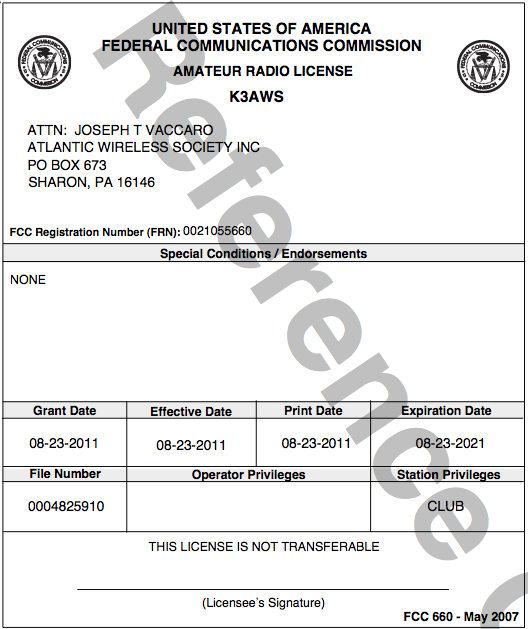 UNITED STATES OF AMERICA
FEDERAL COMMUNICATIONS COMMISSION
AMATEUR RADIO LICENSE
K3AWS
ATTN: JOSEPH T VACCARO
ATLANTIC WIRELESS SOCIETY INC
PO BOX 673
SHARON, PA 16146
FCC Registration Number (FRN): 0021055660
Special Conditions / Endorsements
NONE
Grant Date Effective Date Print Date Expiration Date
08-23-2011 08-23-2011 08-23-2011 08-23-2021
File Number Operator Privileges Station Privileges
0004825910 CLUB
THIS LICENSE IS NOT TRANSFERABLE
(Licensee's Signature)
FCC 660 - May 2007
Reference